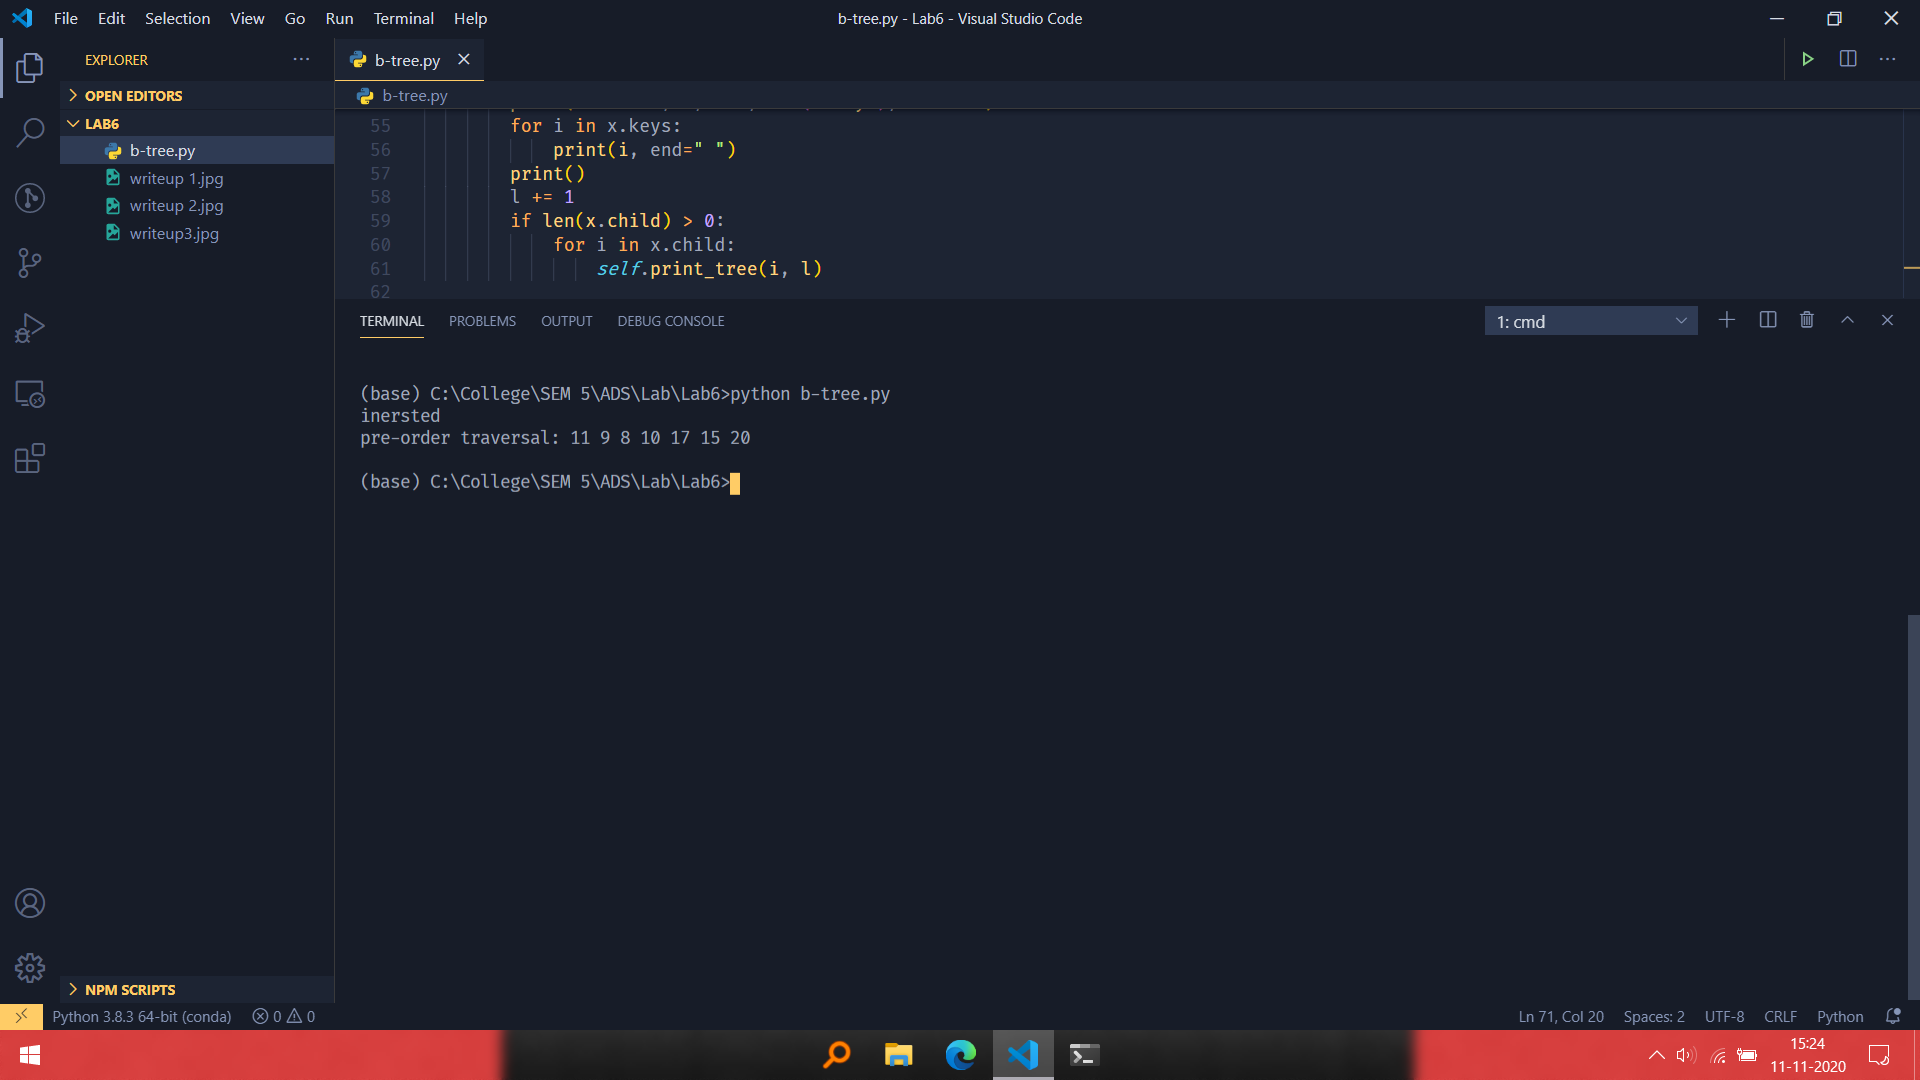 File Edit Selection View Go Run Terminal Help
b-tree.py - Lab6 - Visual Studio Code
EXPLORER
OPEN EDITORS
LAB6
b-tree.py
writeup 1.jpg
writeup 2.jpg
writeup3.jpg
NPM SCRIPTS
b-tree.py
b-tree.py
55 for i in x.keys:
56 print(i, end=" ")
57 print()
58 l += 1
59 if len(x.child) > 0:
60 for i in x.child:
61 self.print_tree(i, l)
62
TERMINAL PROBLEMS OUTPUT DEBUG CONSOLE
1: cmd
(base) C:\College\SEM 5\ADS\Lab\Lab6>python b-tree.py
inersted
pre-order traversal: 11 9 8 10 17 15 20
(base) C:\College\SEM 5\ADS\Lab\Lab6>
Python 3.8.3 64-bit (conda) 0 0
Ln 71, Col 20 Spaces: 2 UTF-8 CRLF Python
15:24
11-11-2020